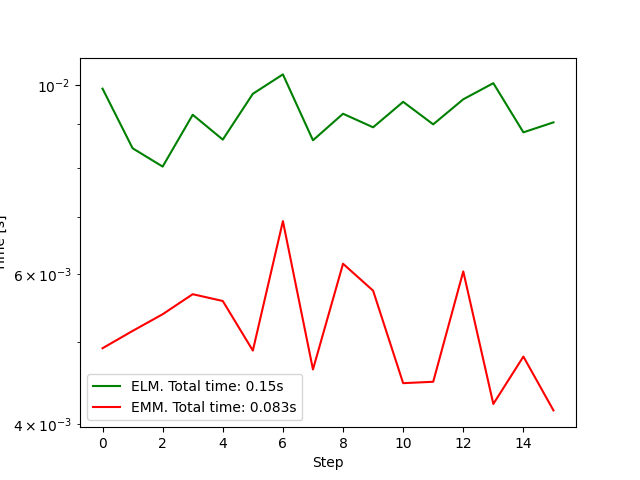 10⁻²
6 × 10⁻³
4 × 10⁻³
Time [s]
ELM. Total time: 0.15s
EMM. Total time: 0.083s
0 2 4 6 8 10 12 14
Step